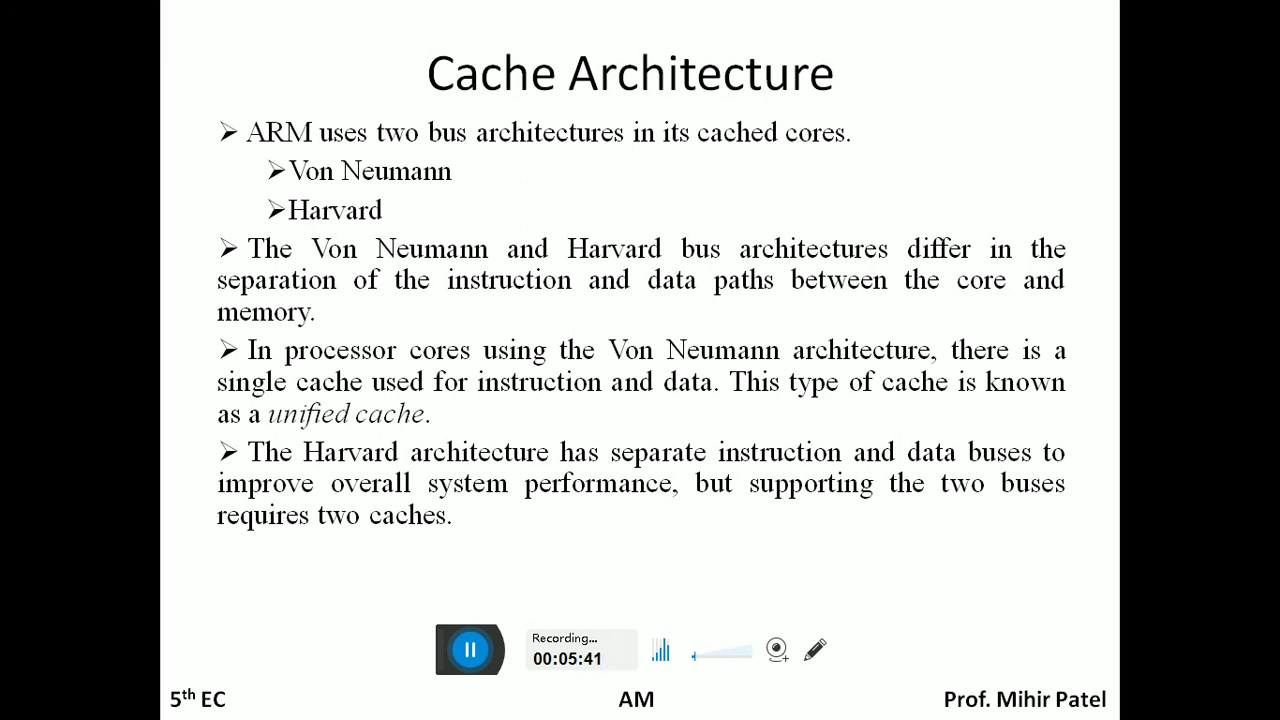 Cache Architecture
➢ ARM uses two bus architectures in its cached cores.
➢Von Neumann
➢Harvard
➢ The Von Neumann and Harvard bus architectures differ in the
separation of the instruction and data paths between the core and
memory.
➢ In processor cores using the Von Neumann architecture, there is a
single cache used for instruction and data. This type of cache is known
as a unified cache.
➢ The Harvard architecture has separate instruction and data buses to
improve overall system performance, but supporting the two buses
requires two caches.
Recording...
00:05:41
5th EC
AM
Prof. Mihir Patel